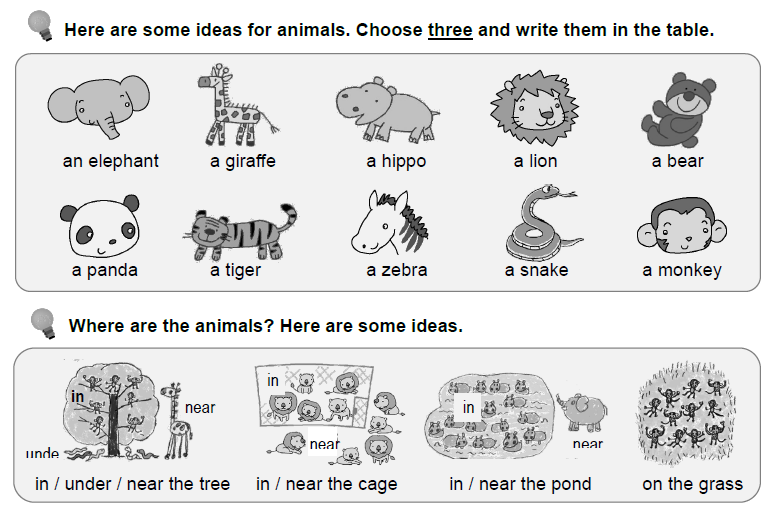 Here are some ideas for animals. Choose three and write them in the table.
an elephant a giraffe a hippo a lion a bear
a panda a tiger a zebra a snake a monkey
Where are the animals? Here are some ideas.
in in in
near
unde near near
in / under / near the tree in / near the cage in / near the pond on the grass